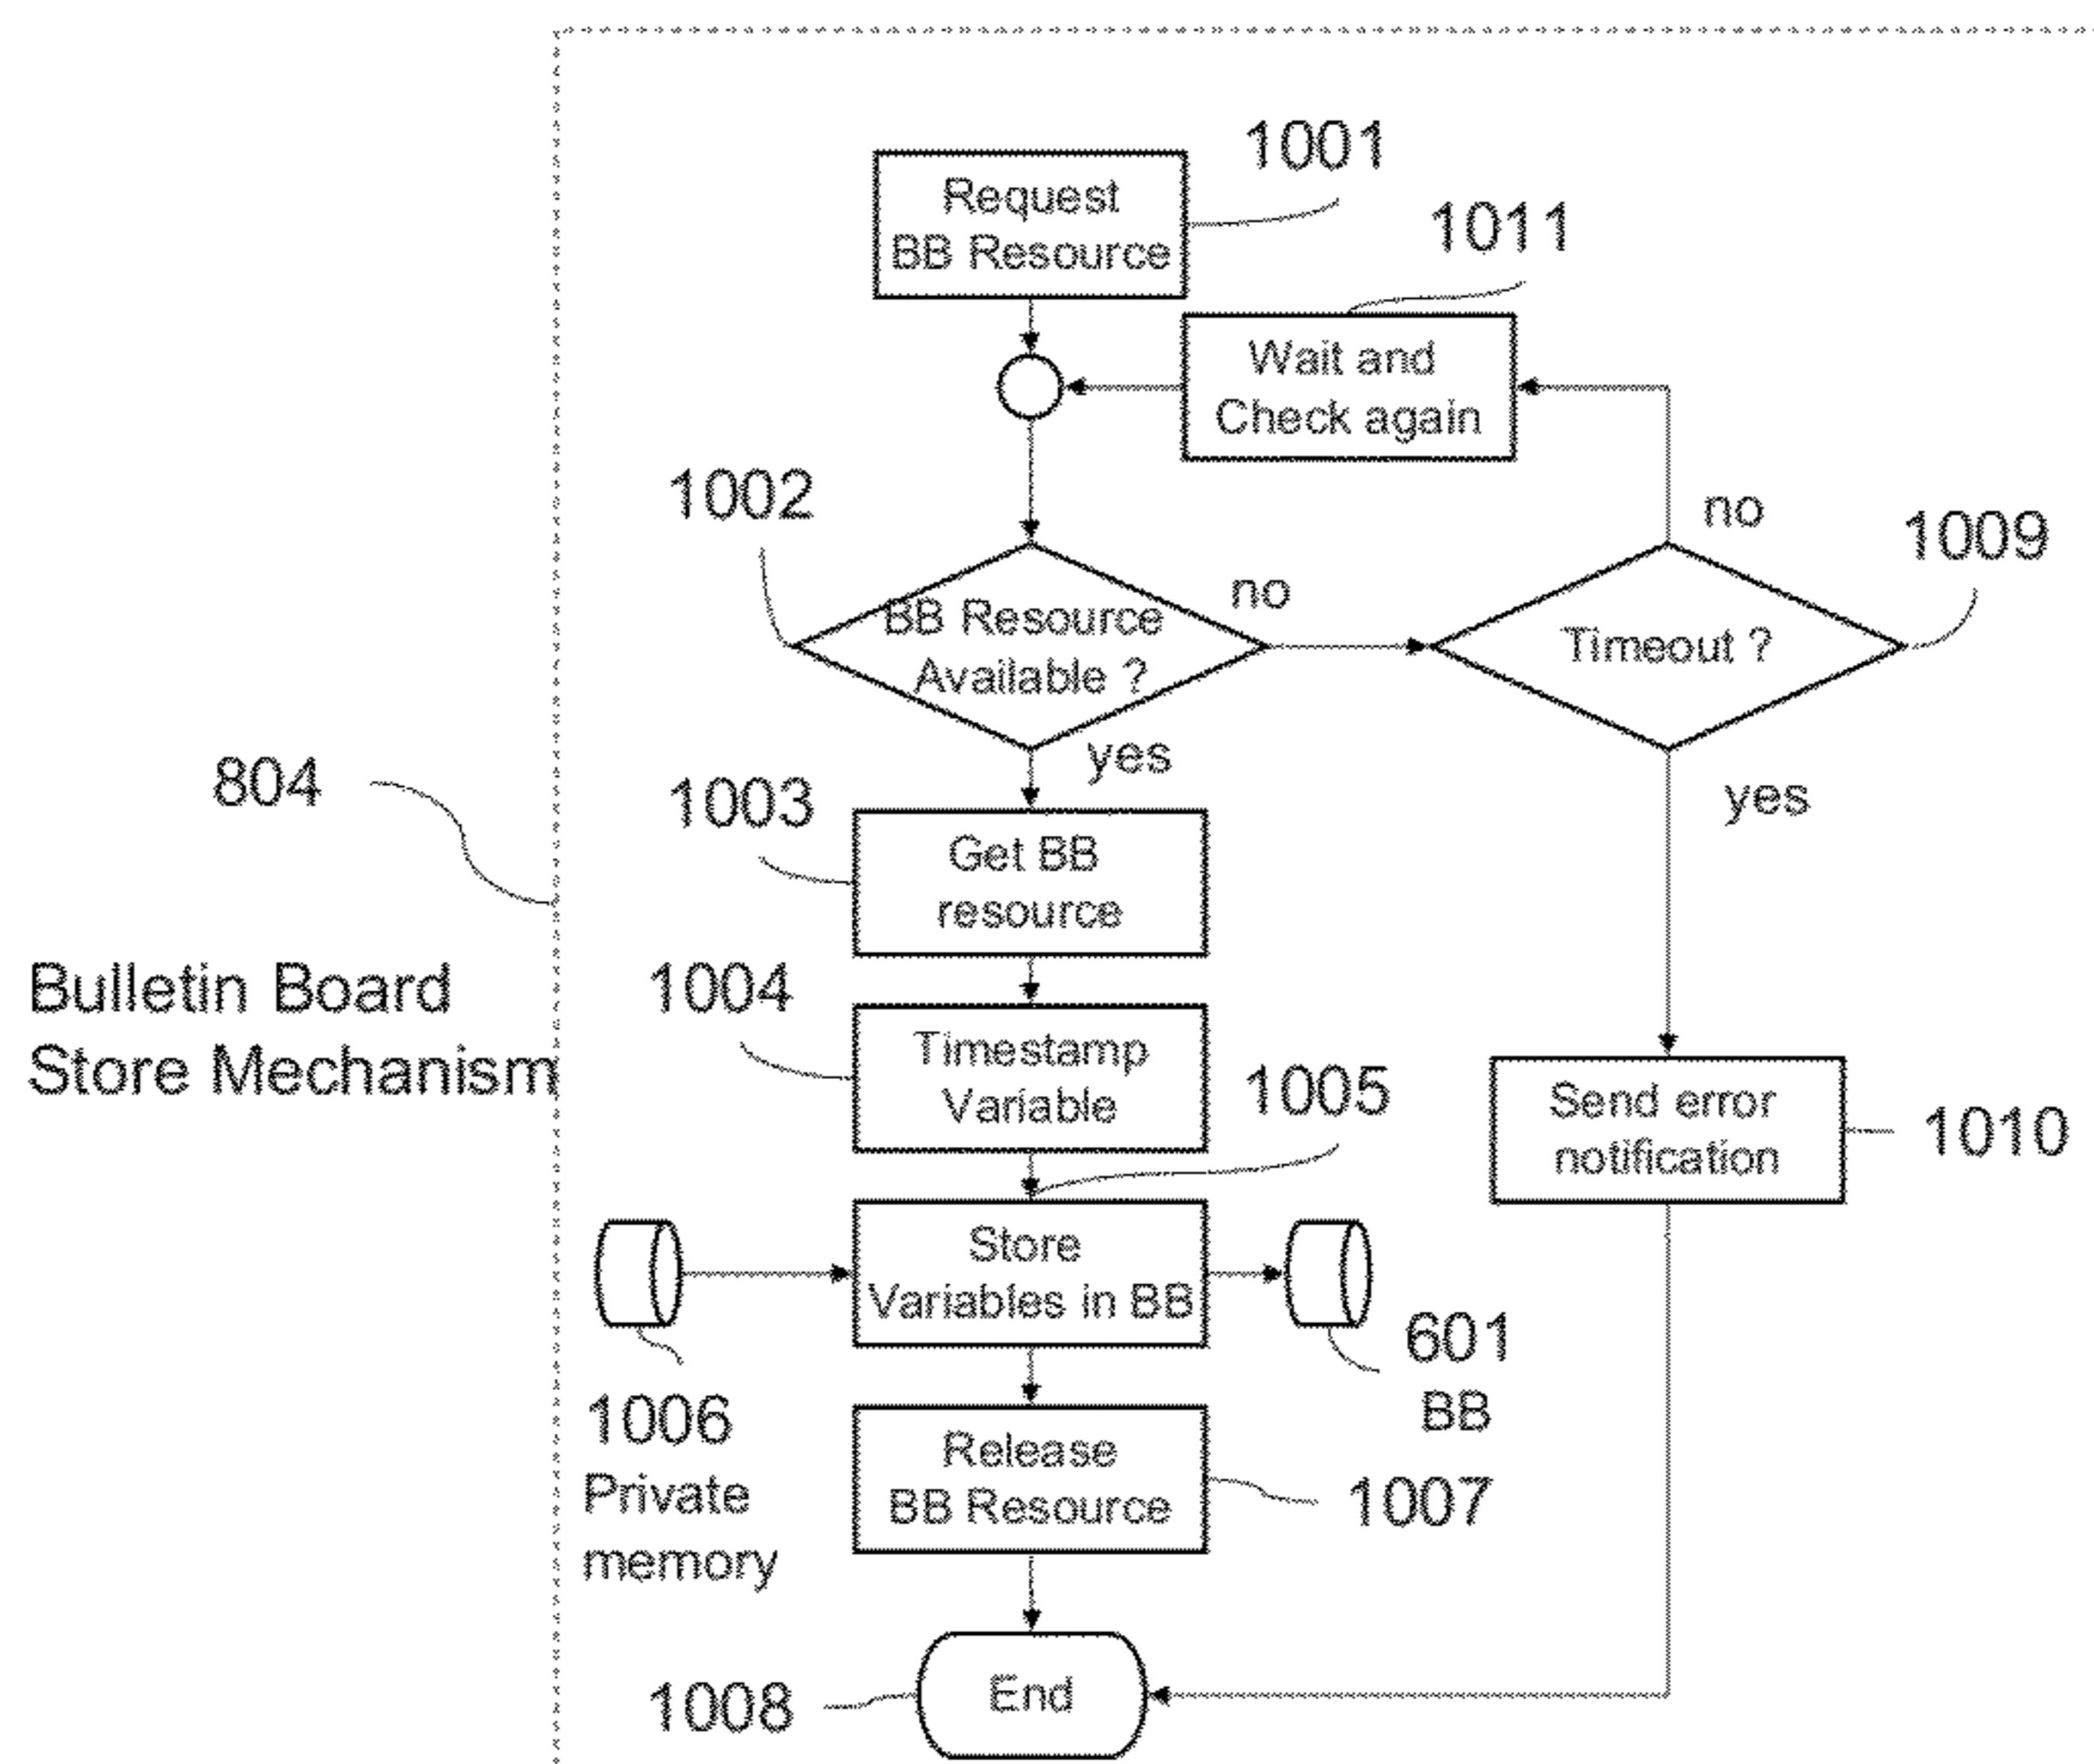 1001
Request
BB Resource
1011
Wait and
Check again
1002
no
1009
BB Resource
Available ?
no
Timeout ?
yes
yes
804
1003
Get BB
resource
Bulletin Board
Store Mechanism
1004
Timestamp
Variable
1005
Send error
notification
1010
Store
Variables in BB
601
BB
1006
Private
memory
Release
BB Resource
1007
1008
End